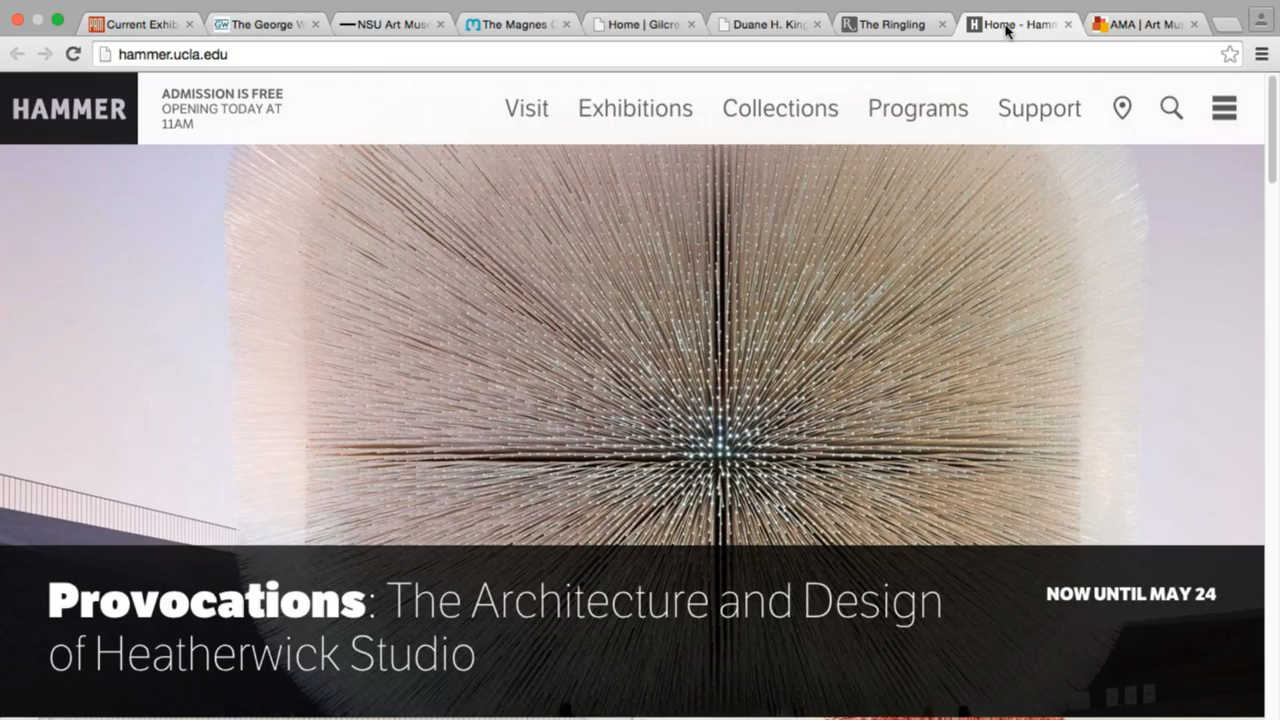 Current Exhib
The George W
NSU Art Mus
The Magnes C
Home | Gilcre
Duane H. King
The Ringling
Home - Hamm
AMA | Art Mu
hammer.ucla.edu
HAMMER
ADMISSION IS FREE
OPENING TODAY AT
11AM
Visit
Exhibitions
Collections
Programs
Support
Provocations: The Architecture and Design
of Heatherwick Studio
NOW UNTIL MAY 24